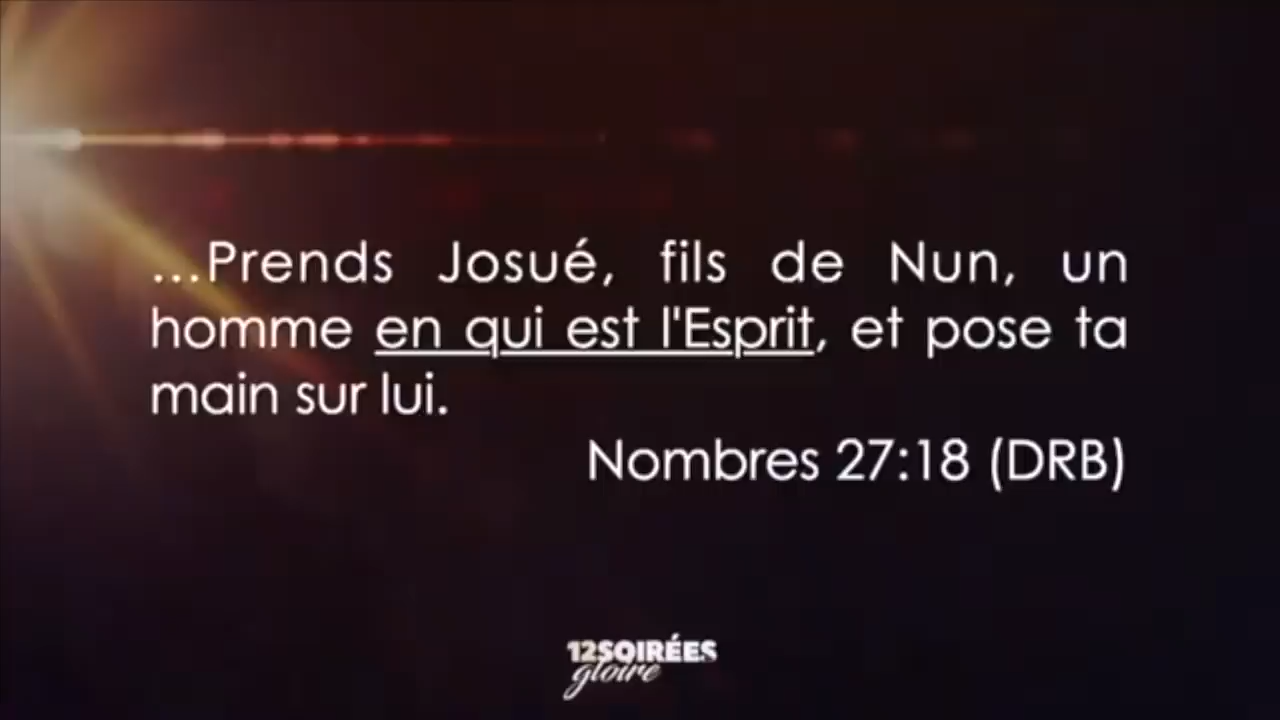 ...Prends Josué, fils de Nun, un
homme en qui est l'Esprit, et pose ta
main sur lui.
Nombres 27:18 (DRB)
12SOIRÉES
gloire